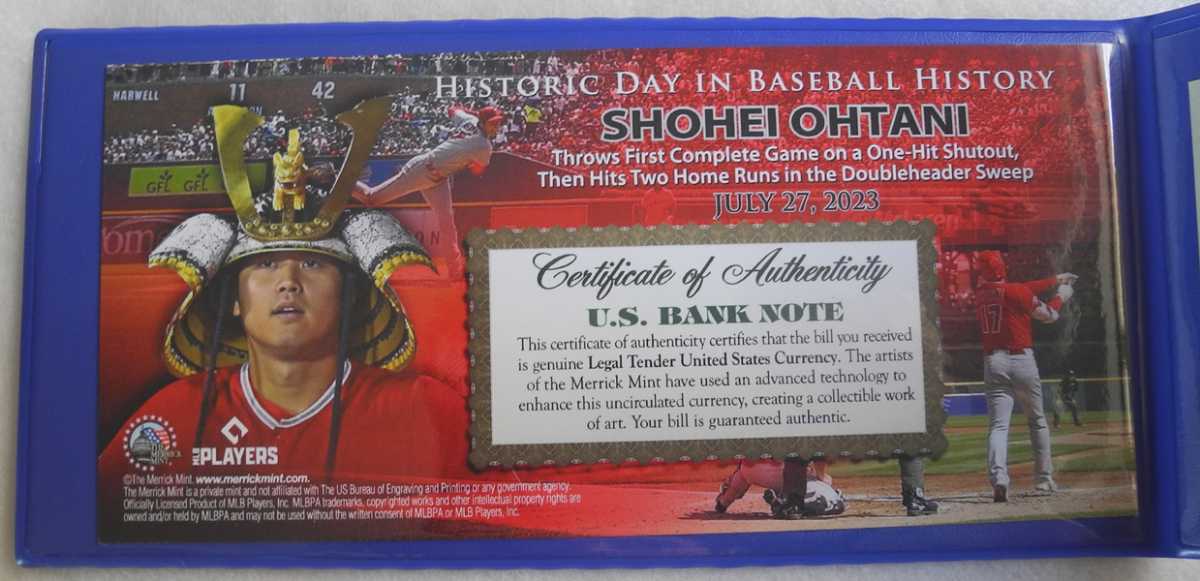 HARWELL 11 42
HISTORIC DAY IN BASEBALL HISTORY
SHOHEI OHTANI
Throws First Complete Game on a One-Hit Shutout,
Then Hits Two Home Runs in the Doubleheader Sweep
JULY 27, 2023
GFL GFL
Certificate of Authenticity
U.S. BANK NOTE
This certificate of authenticity certifies that the bill you received
is genuine Legal Tender United States Currency. The artists
of the Merrick Mint have used an advanced technology to
enhance this uncirculated currency, creating a collectible work
of art. Your bill is guaranteed authentic.
17
THE
MERRICK
MINT
MLB PLAYERS
©The Merrick Mint. www.merrickmint.com.
The Merrick Mint is a private mint and not affiliated with The US Bureau of Engraving and Printing or any government agency.
Officially Licensed Product of MLB Players, Inc. MLBPA trademarks, copyrighted works and other intellectual property rights are
owned and/or held by MLBPA and may not be used without the written consent of MLBPA or MLB Players, Inc.